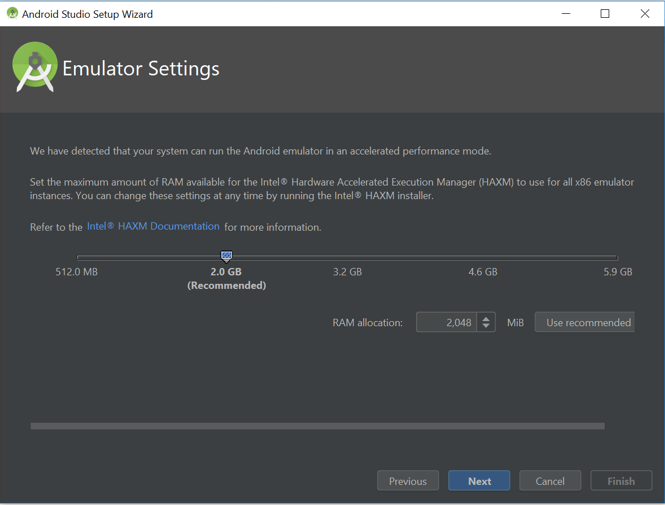 Android Studio Setup Wizard
Emulator Settings
We have detected that your system can run the Android emulator in an accelerated performance mode.
Set the maximum amount of RAM available for the Intel® Hardware Accelerated Execution Manager (HAXM) to use for all x86 emulator
instances. You can change these settings at any time by running the Intel® HAXM installer.
Refer to the Intel® HAXM Documentation for more information.
512.0 MB 2.0 GB 3.2 GB 4.6 GB 5.9 GB
(Recommended)
RAM allocation: 2,048 MiB Use recommended
Previous Next Cancel Finish